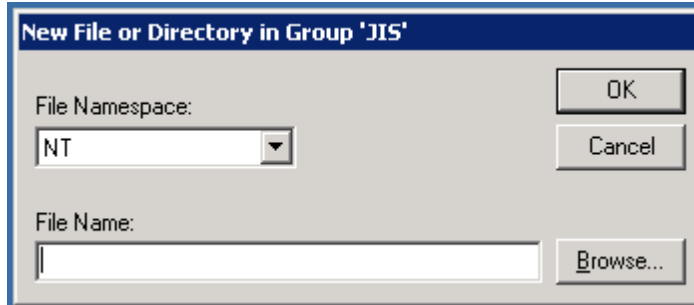 New File or Directory in Group 'JIS'
OK
File Namespace:
NT
Cancel
File Name:
Browse...